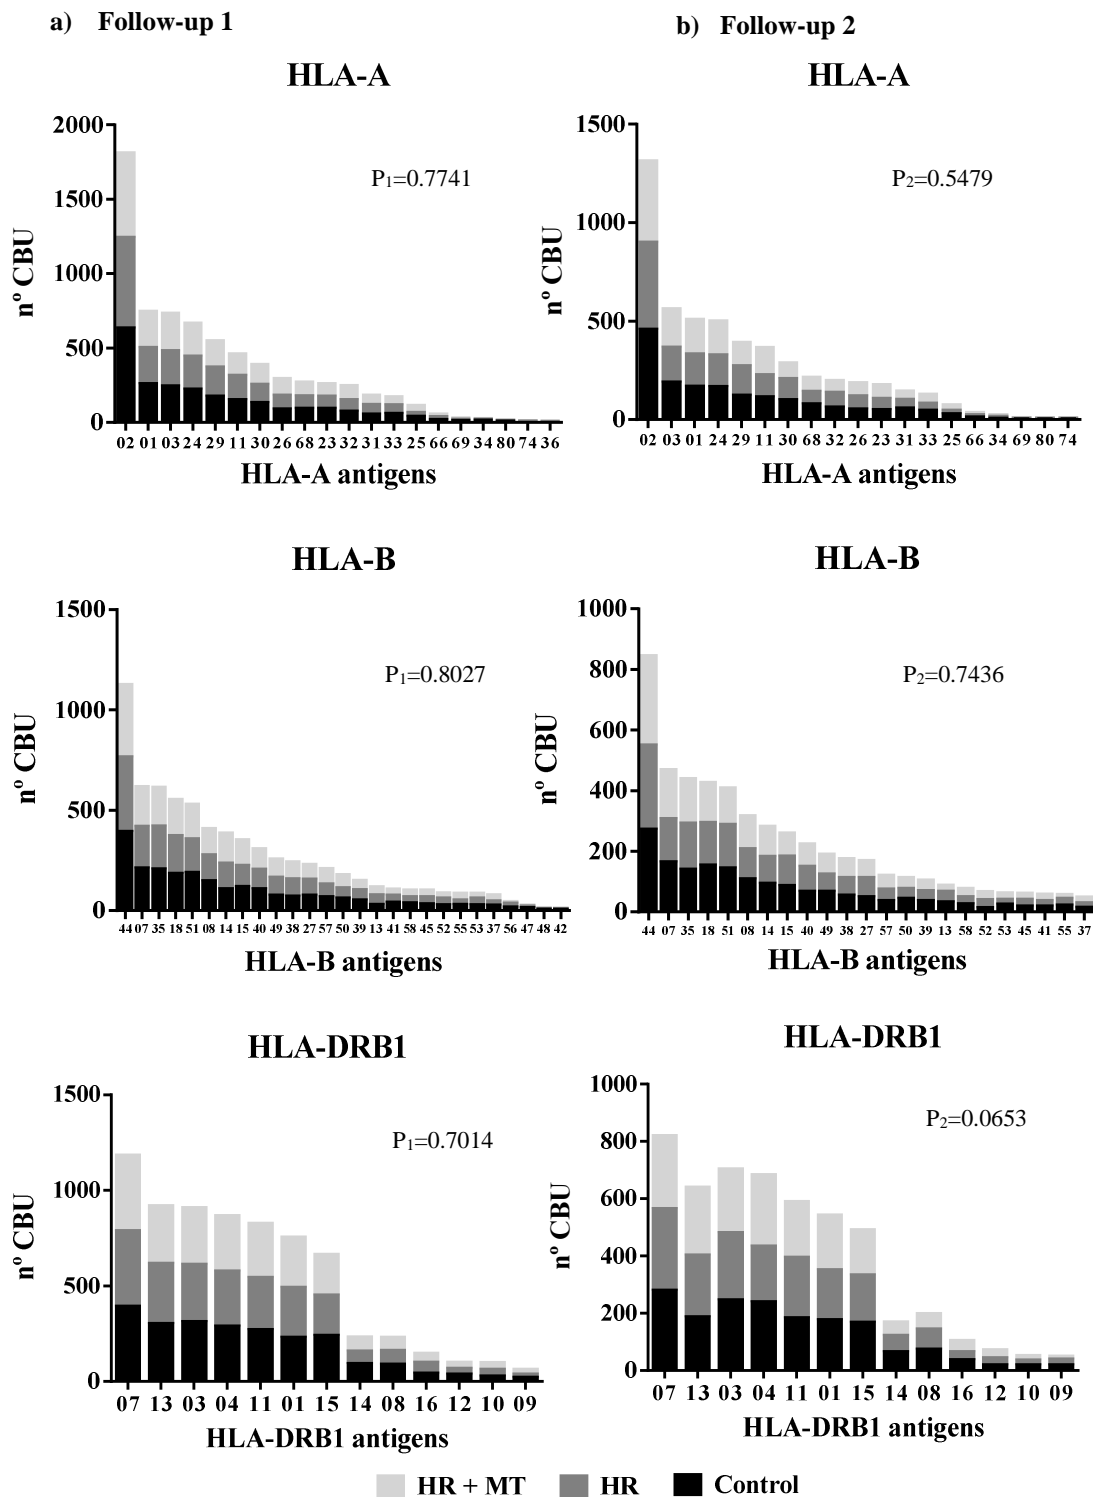 a) Follow-up 1
b) Follow-up 2
HLA-A
2000
1500
1000
500
0
nº CBU
P1=0.7741
02 01 03 24 29 11 30 26 68 23 32 31 33 25 66 69 34 80 74 36
HLA-A antigens
HLA-A
1500
1000
500
0
nº CBU
P2=0.5479
02 03 01 24 29 11 30 68 32 26 23 31 33 25 66 34 69 80 74
HLA-A antigens
HLA-B
1500
1000
500
0
nº CBU
P1=0.8027
44 07 35 18 51 08 14 15 40 49 38 27 57 50 39 13 41 58 45 52 55 53 37 56 47 48 42
HLA-B antigens
HLA-B
1000
800
600
400
200
0
nº CBU
P2=0.7436
44 07 35 18 51 08 14 15 40 49 38 27 57 50 39 13 58 52 53 45 41 55 37
HLA-B antigens
HLA-DRB1
1500
1000
500
0
nº CBU
P1=0.7014
07 13 03 04 11 01 15 14 08 16 12 10 09
HLA-DRB1 antigens
HLA-DRB1
1000
800
600
400
200
0
nº CBU
P2=0.0653
07 13 03 04 11 01 15 14 08 16 12 10 09
HLA-DRB1 antigens
HR + MT HR Control